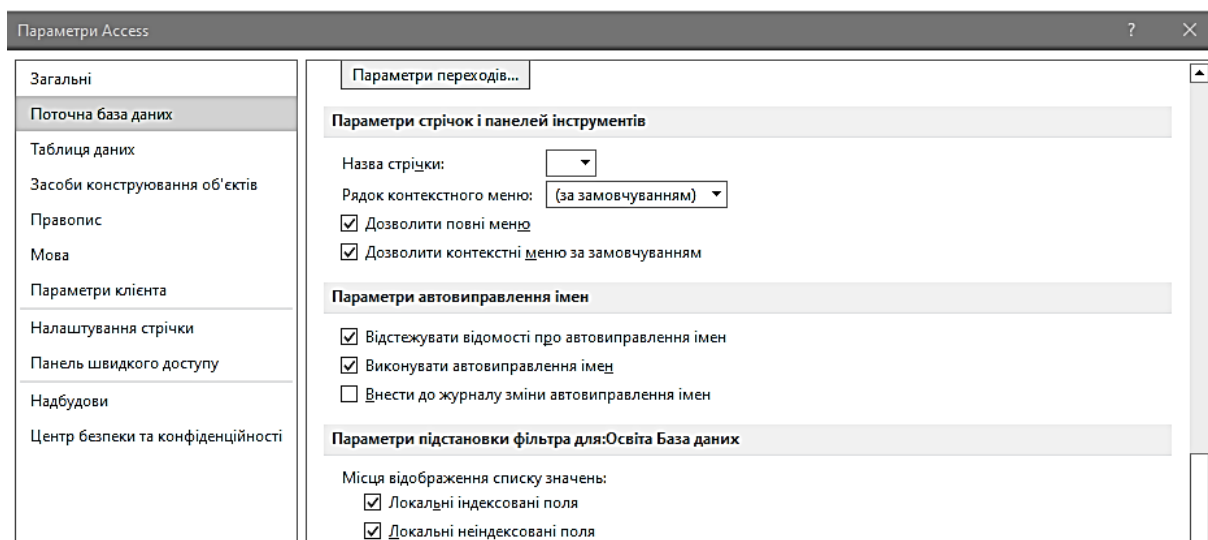 Параметри Access
?
Загальні
Поточна база даних
Таблиця даних
Засоби конструювання об'єктів
Правопис
Мова
Параметри клієнта
Налаштування стрічки
Панель швидкого доступу
Надбудови
Центр безпеки та конфіденційності
Параметри переходів...
Параметри стрічок і панелей інструментів
Назва стрічки:
Рядок контекстного меню: (за замовчуванням)
Дозволити повні меню
Дозволити контекстні меню за замовчуванням
Параметри автовиправлення імен
Відстежувати відомості про автовиправлення імен
Виконувати автовиправлення імен
Внести до журналу зміни автовиправлення імен
Параметри підстановки фільтра для:Освіта База даних
Місця відображення списку значень:
Локальні індексовані поля
Локальні неіндексовані поля